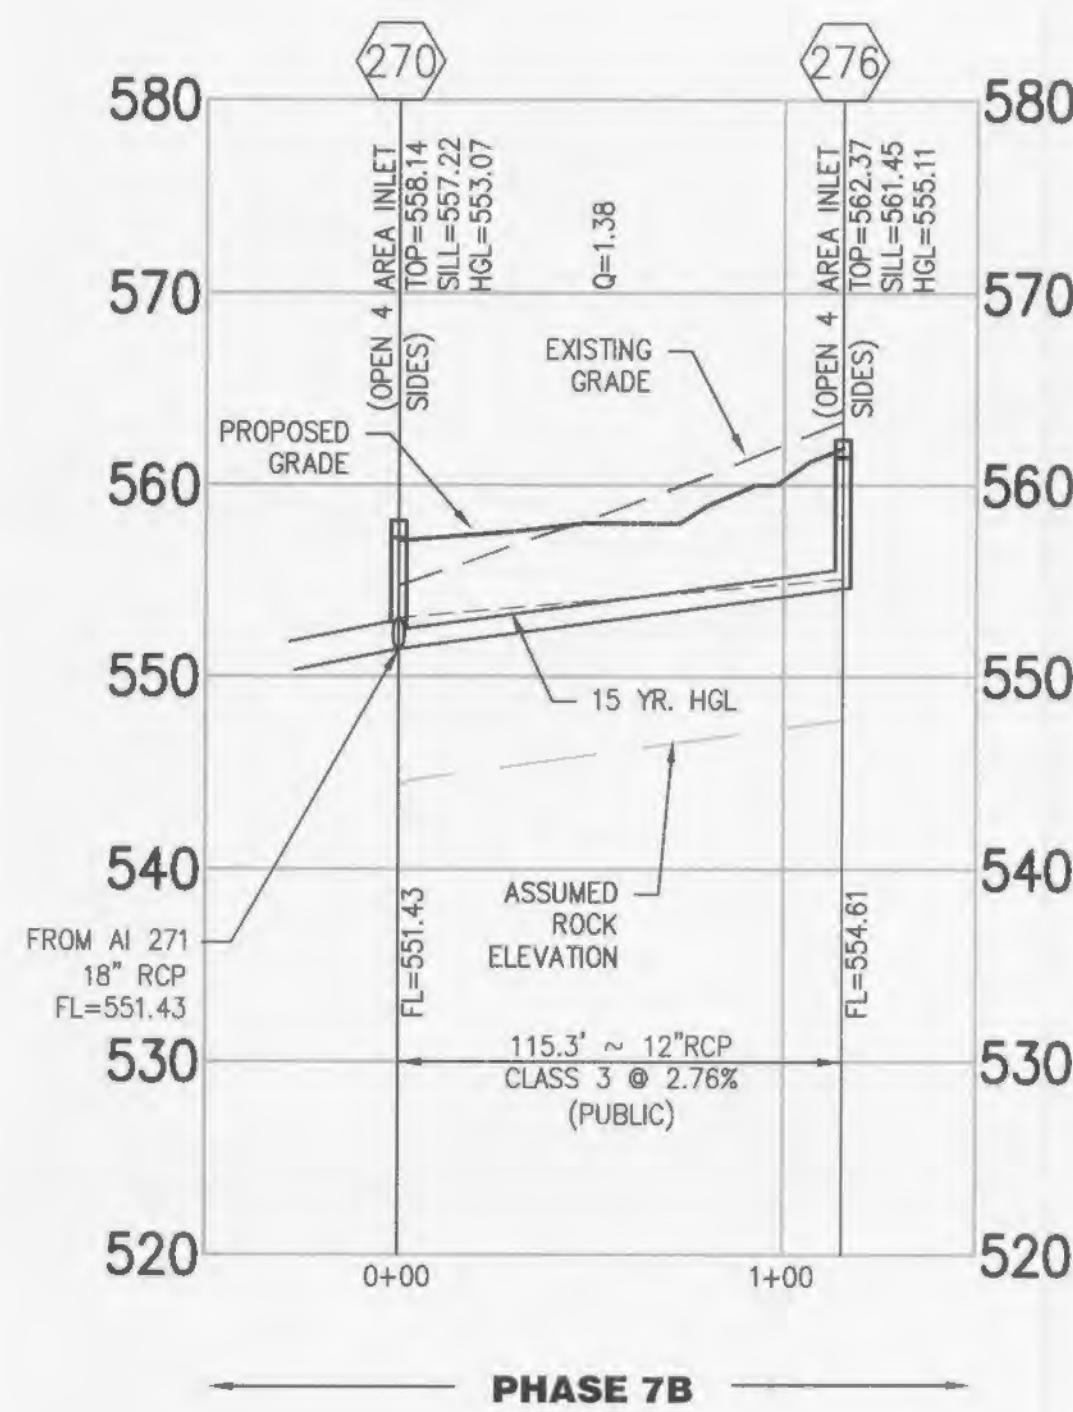 270
276
580
580
AREA INLET
(OPEN 4 SIDES)
TOP=558.14
SILL=557.22
HGL=553.07
Q=1.38
AREA INLET
(OPEN 4 SIDES)
TOP=562.37
SILL=561.45
HGL=555.11
570
570
EXISTING
GRADE
PROPOSED
GRADE
560
560
550
550
15 YR. HGL
540
540
ASSUMED
ROCK
ELEVATION
FL=551.43
FL=554.61
FROM AI 271
18" RCP
FL=551.43
530
530
115.3' ~ 12"RCP
CLASS 3 @ 2.76%
(PUBLIC)
520
520
0+00
1+00
PHASE 7B